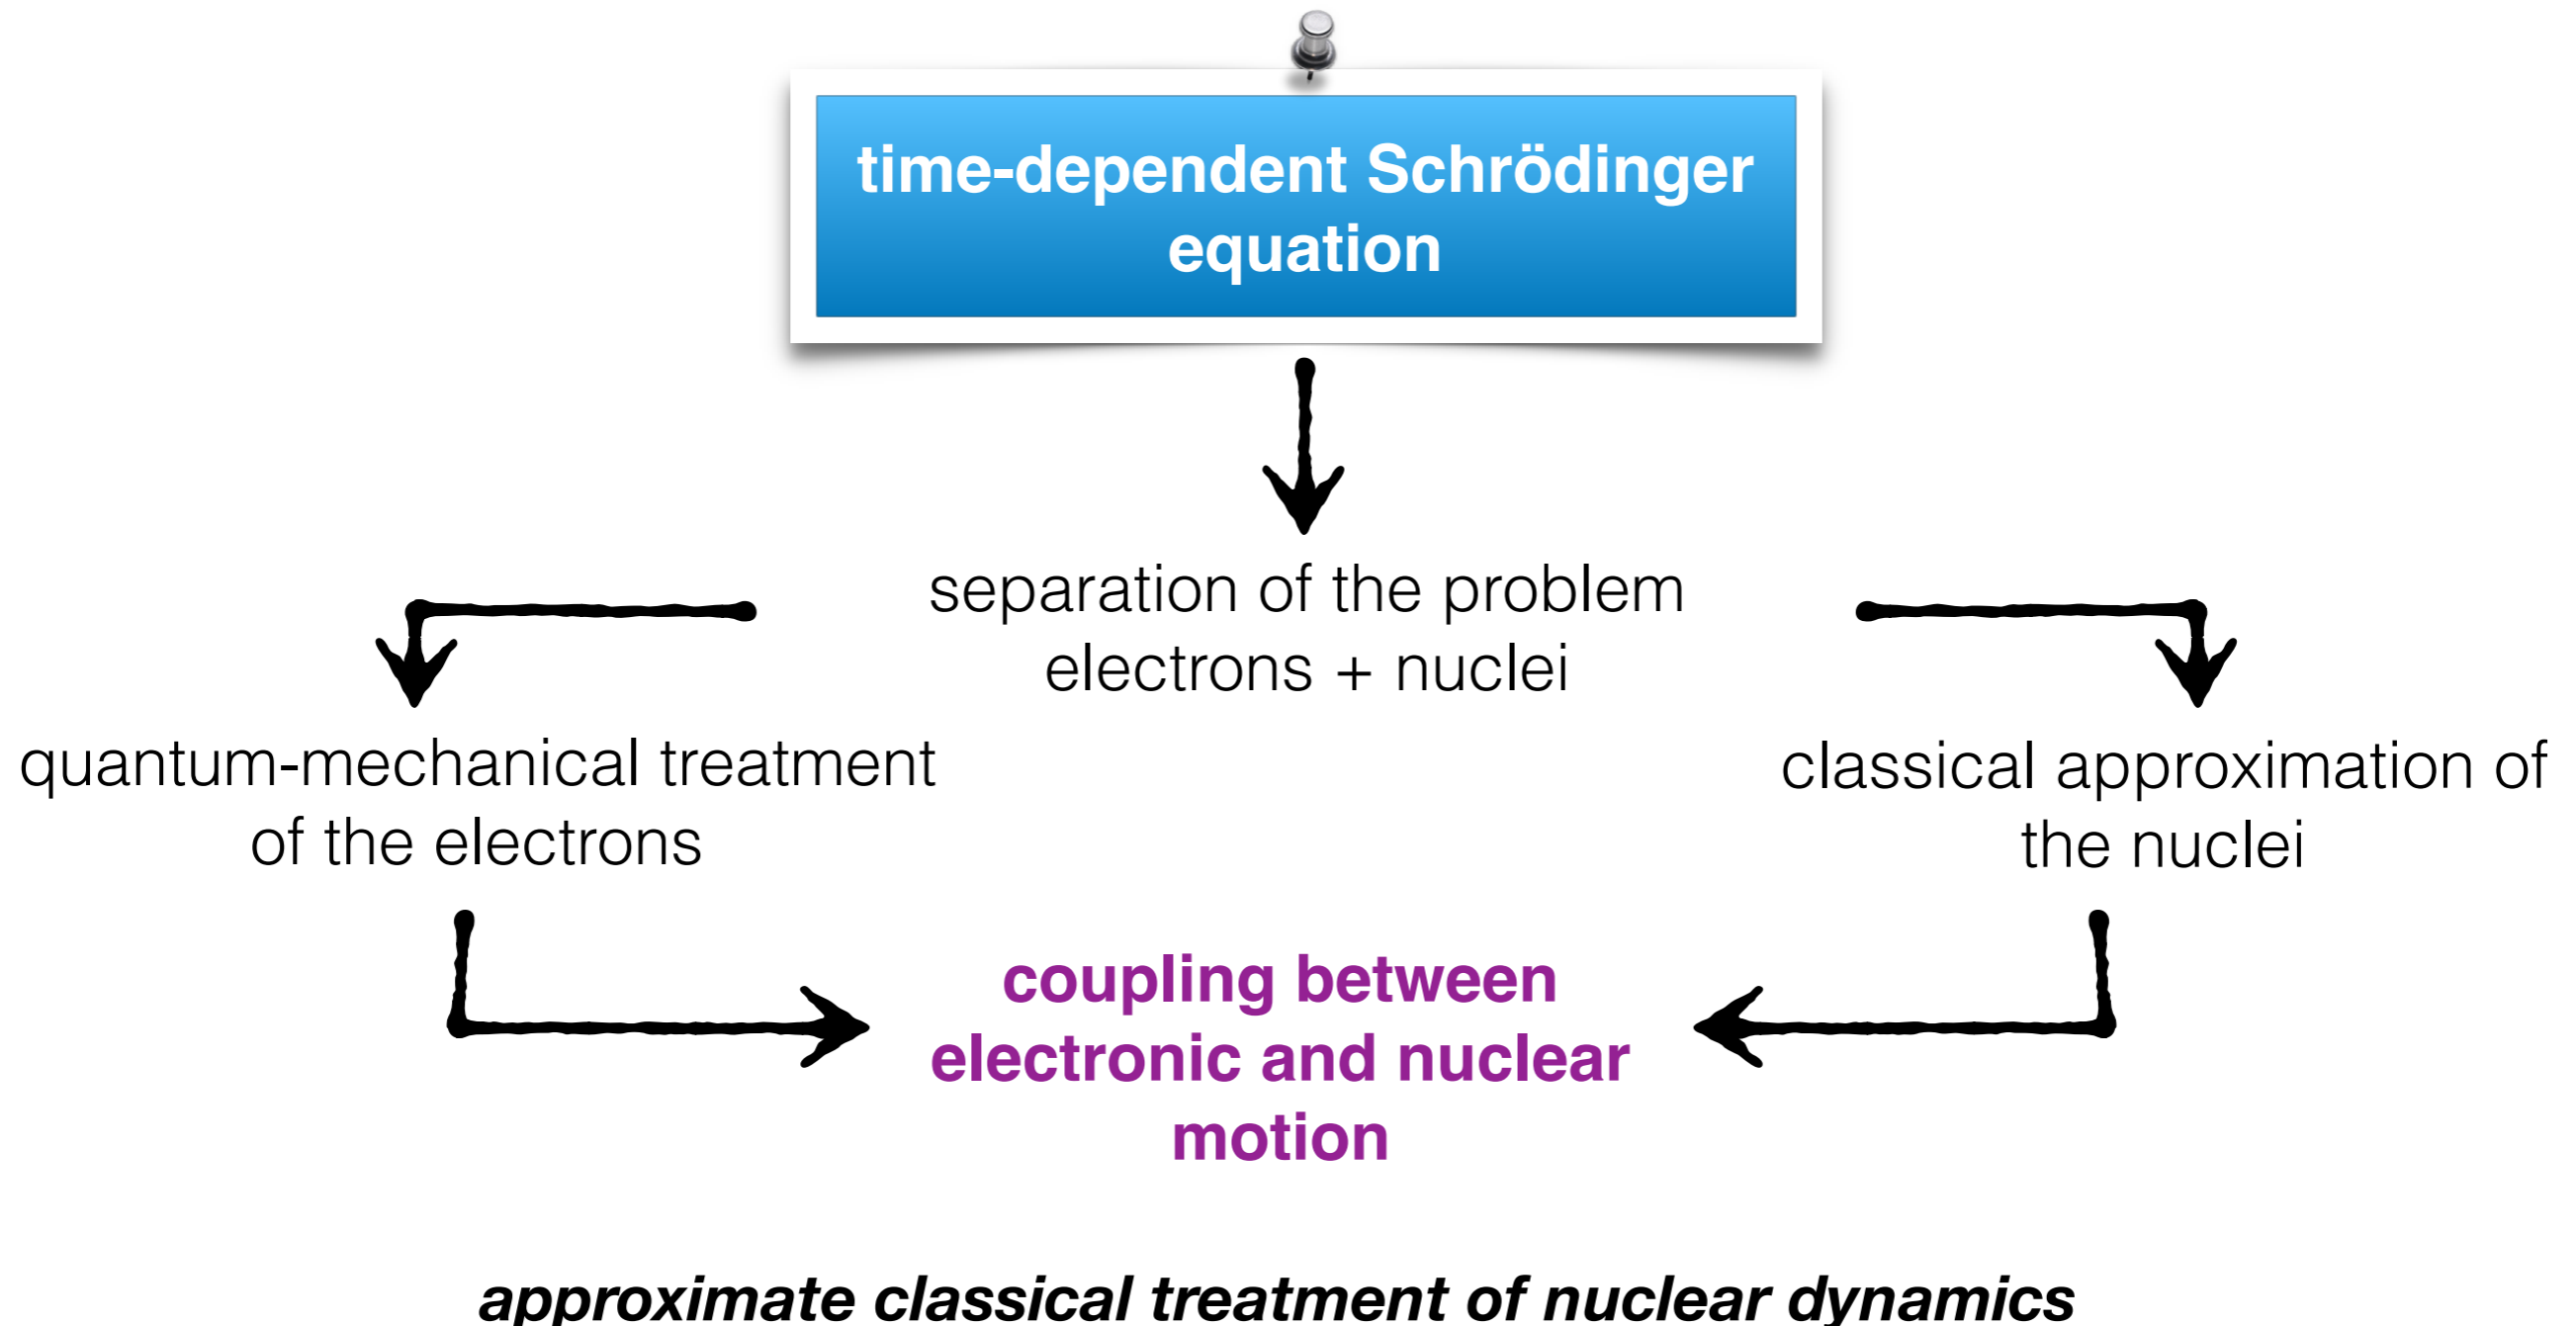 time-dependent Schrödinger
equation
separation of the problem
electrons + nuclei
quantum-mechanical treatment
of the electrons
classical approximation of
the nuclei
coupling between
electronic and nuclear
motion
approximate classical treatment of nuclear dynamics